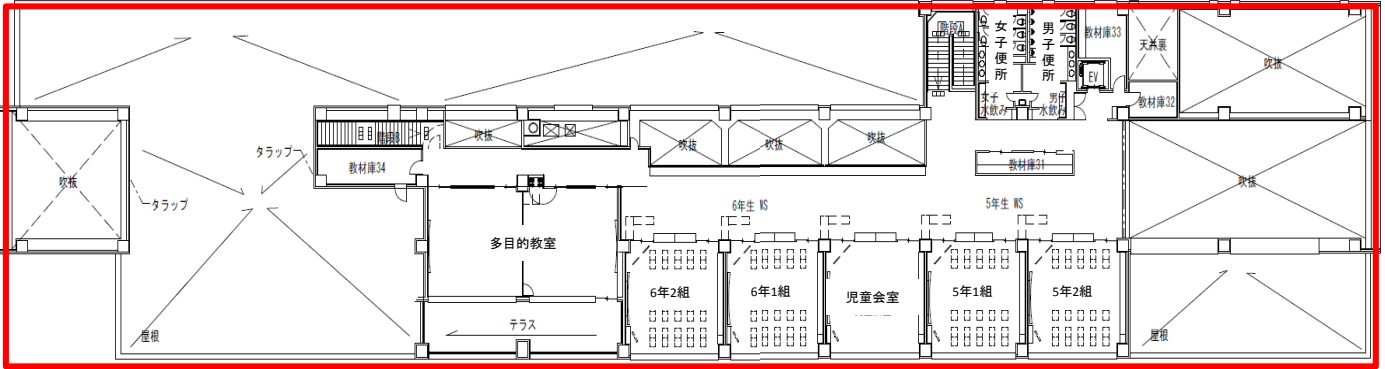 階段A
女子便所
男子便所
教材庫33
天井裏
吹抜
EV
女子
水飲み
男子
水飲み
教材庫32
階段B
吹抜
吹抜
吹抜
吹抜
タラップ
教材庫34
教材庫31
吹抜
タラップ
吹抜
6年生 WS
5年生 WS
多目的教室
6年2組
6年1組
児童会室
5年1組
5年2組
テラス
屋根
屋根